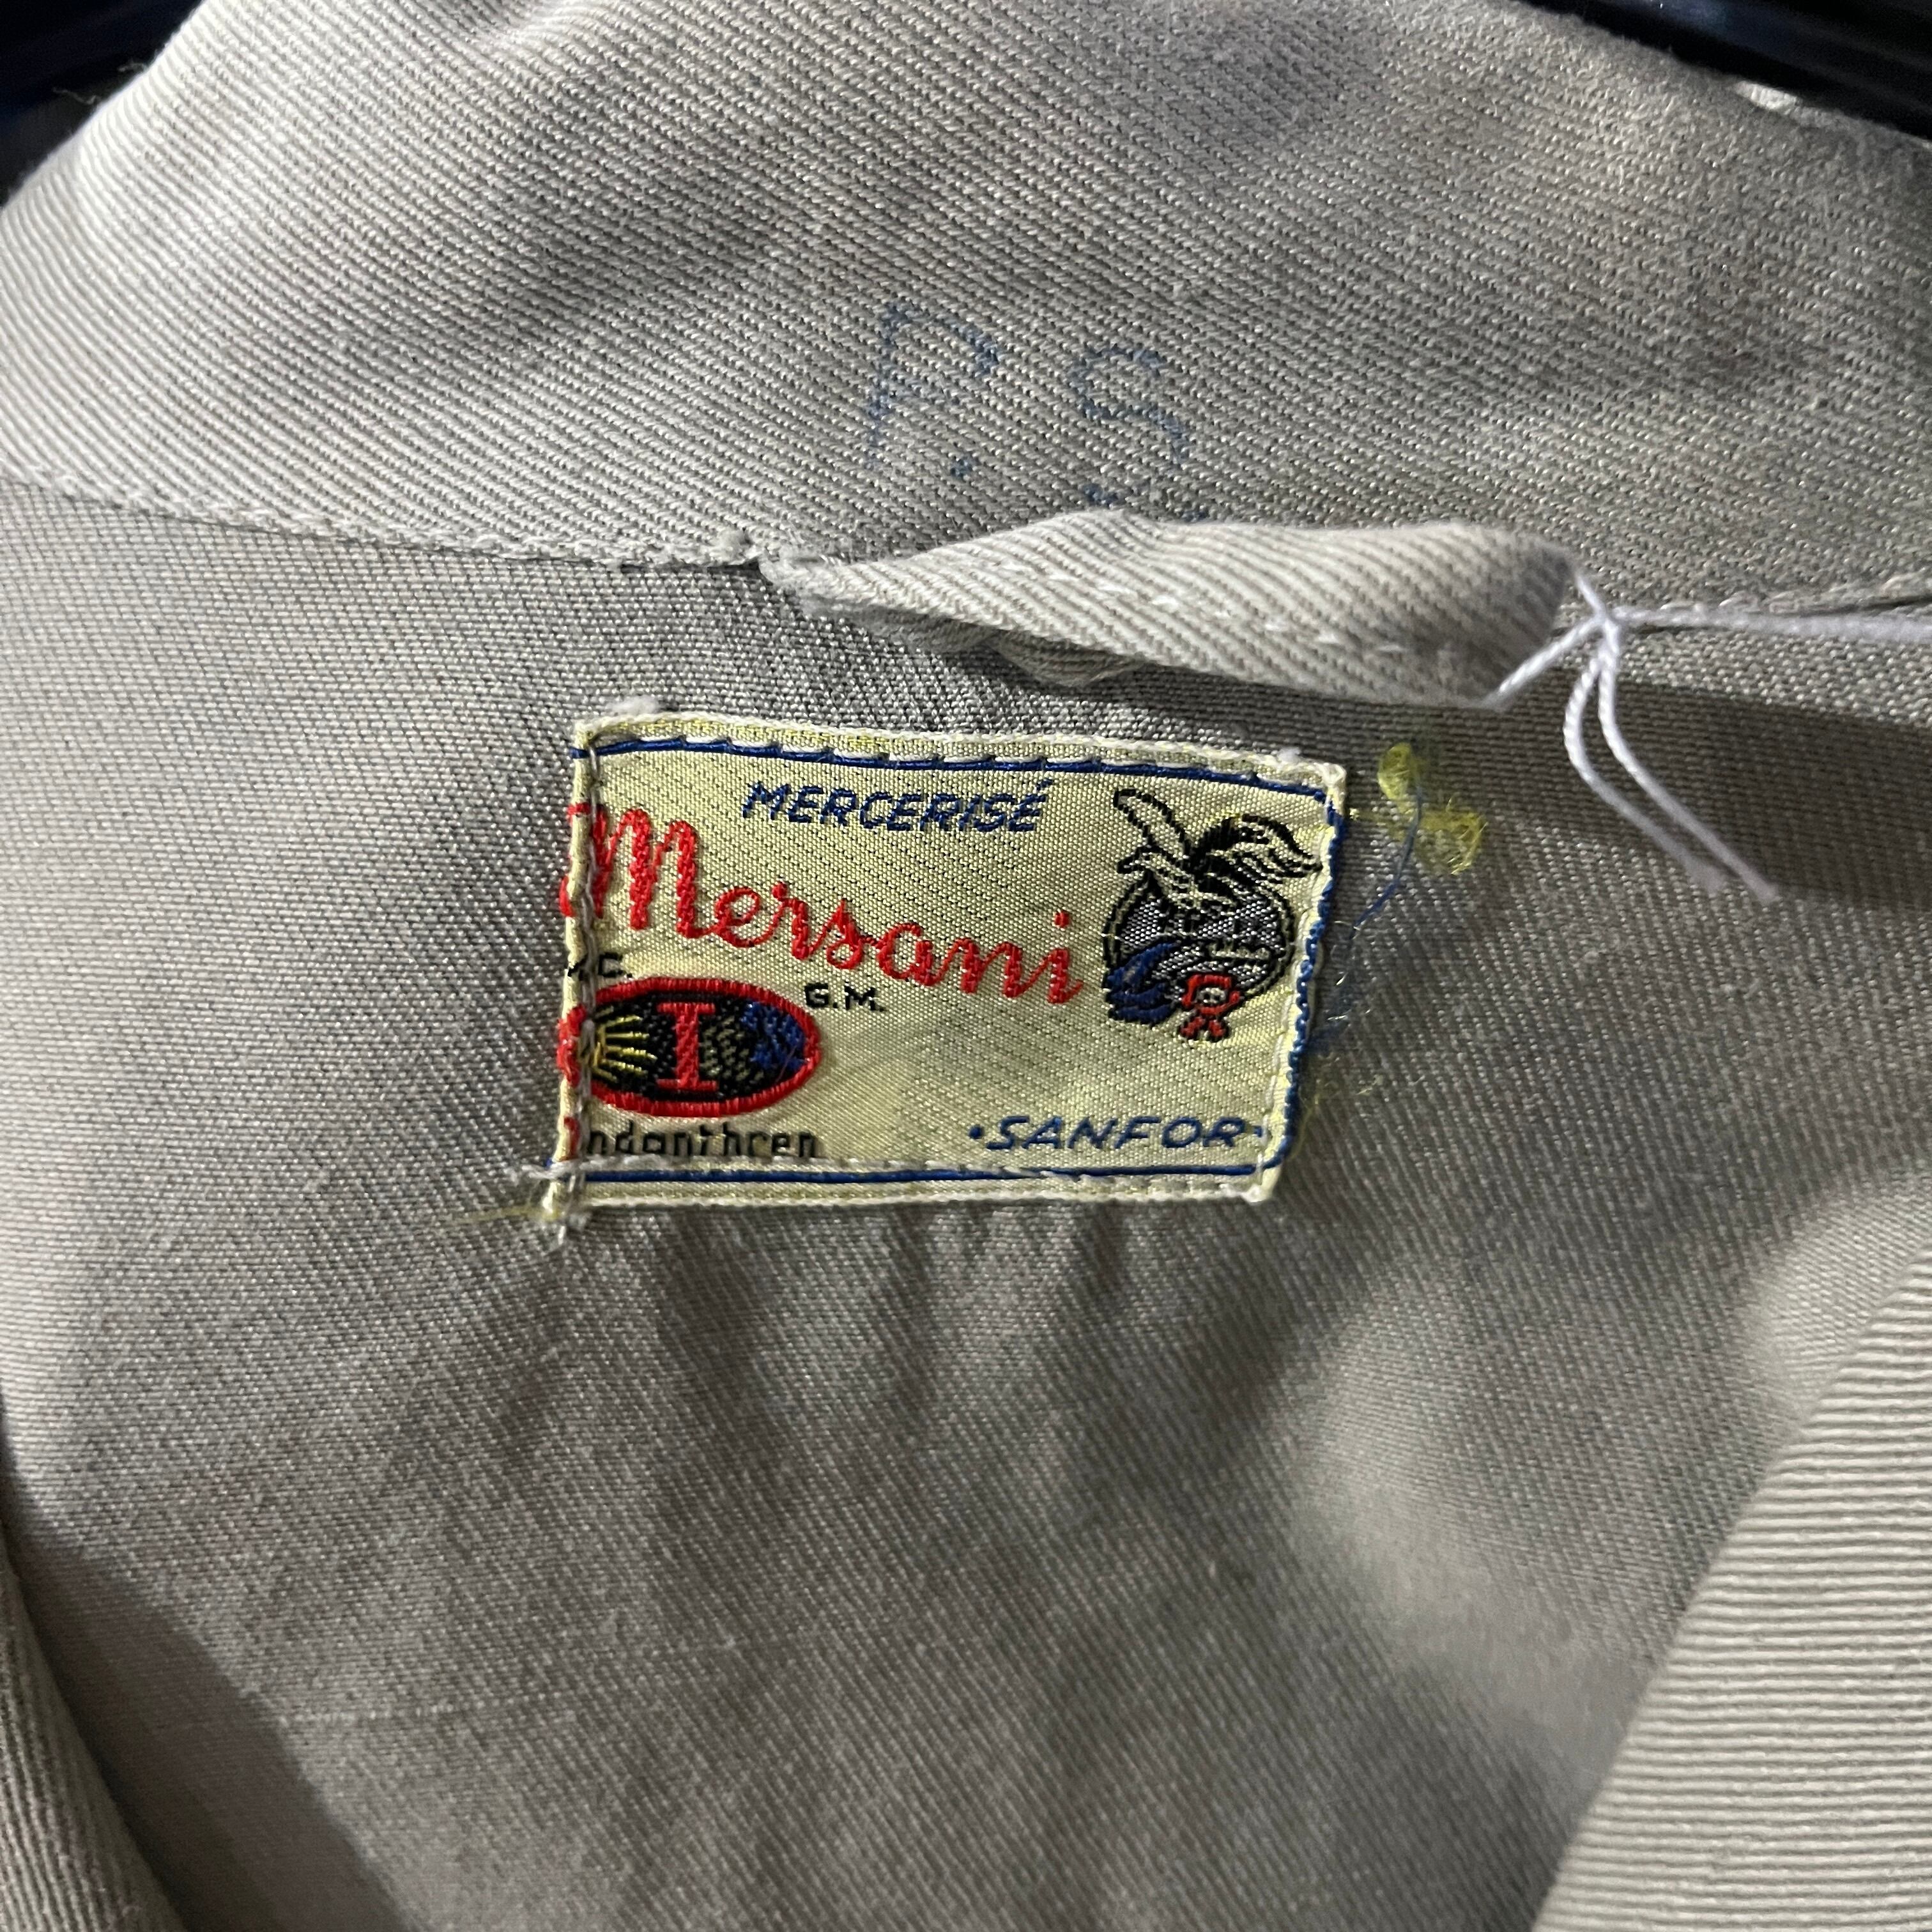 P.S.
MERCERISÉ
Mersani
M.C.
G.M.
I
Indanthren
•SANFOR•